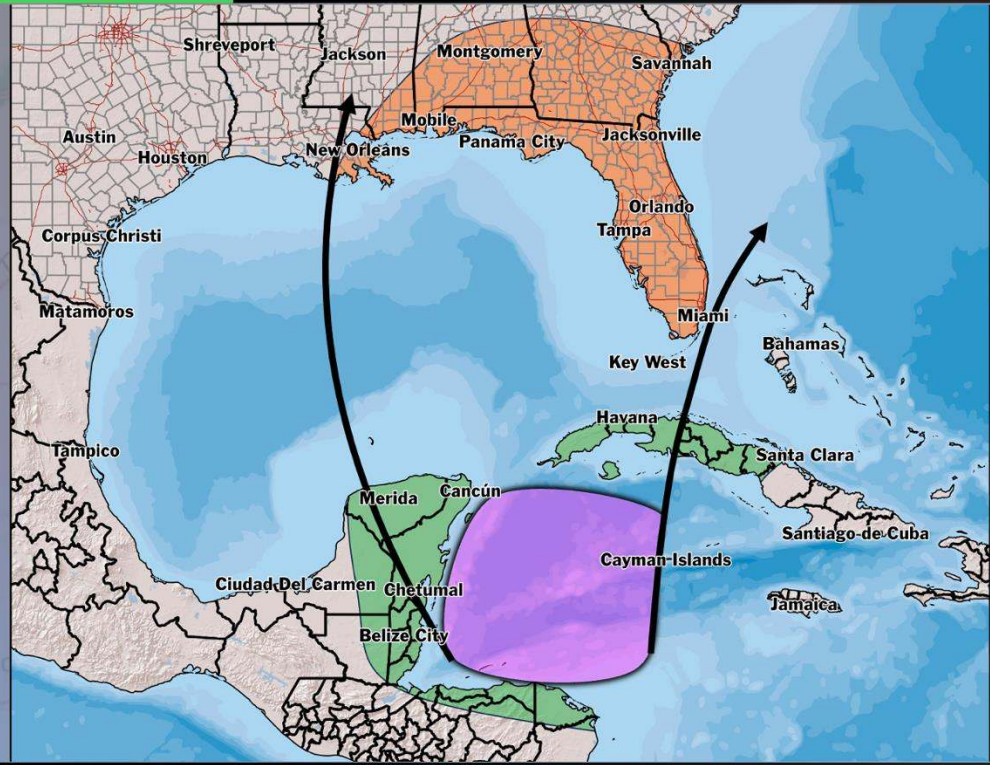 Shreveport
Jackson
Montgomery
Savannah
Austin
Houston
New Orleans
Mobile
Panama City
Jacksonville
Corpus Christi
Orlando
Tampa
Matamoros
Miami
Key West
Bahamas
Tampico
Havana
Santa Clara
Merida
Cancún
Santiago de Cuba
Cayman Islands
Ciudad Del Carmen
Chetumal
Jamaica
Belize City